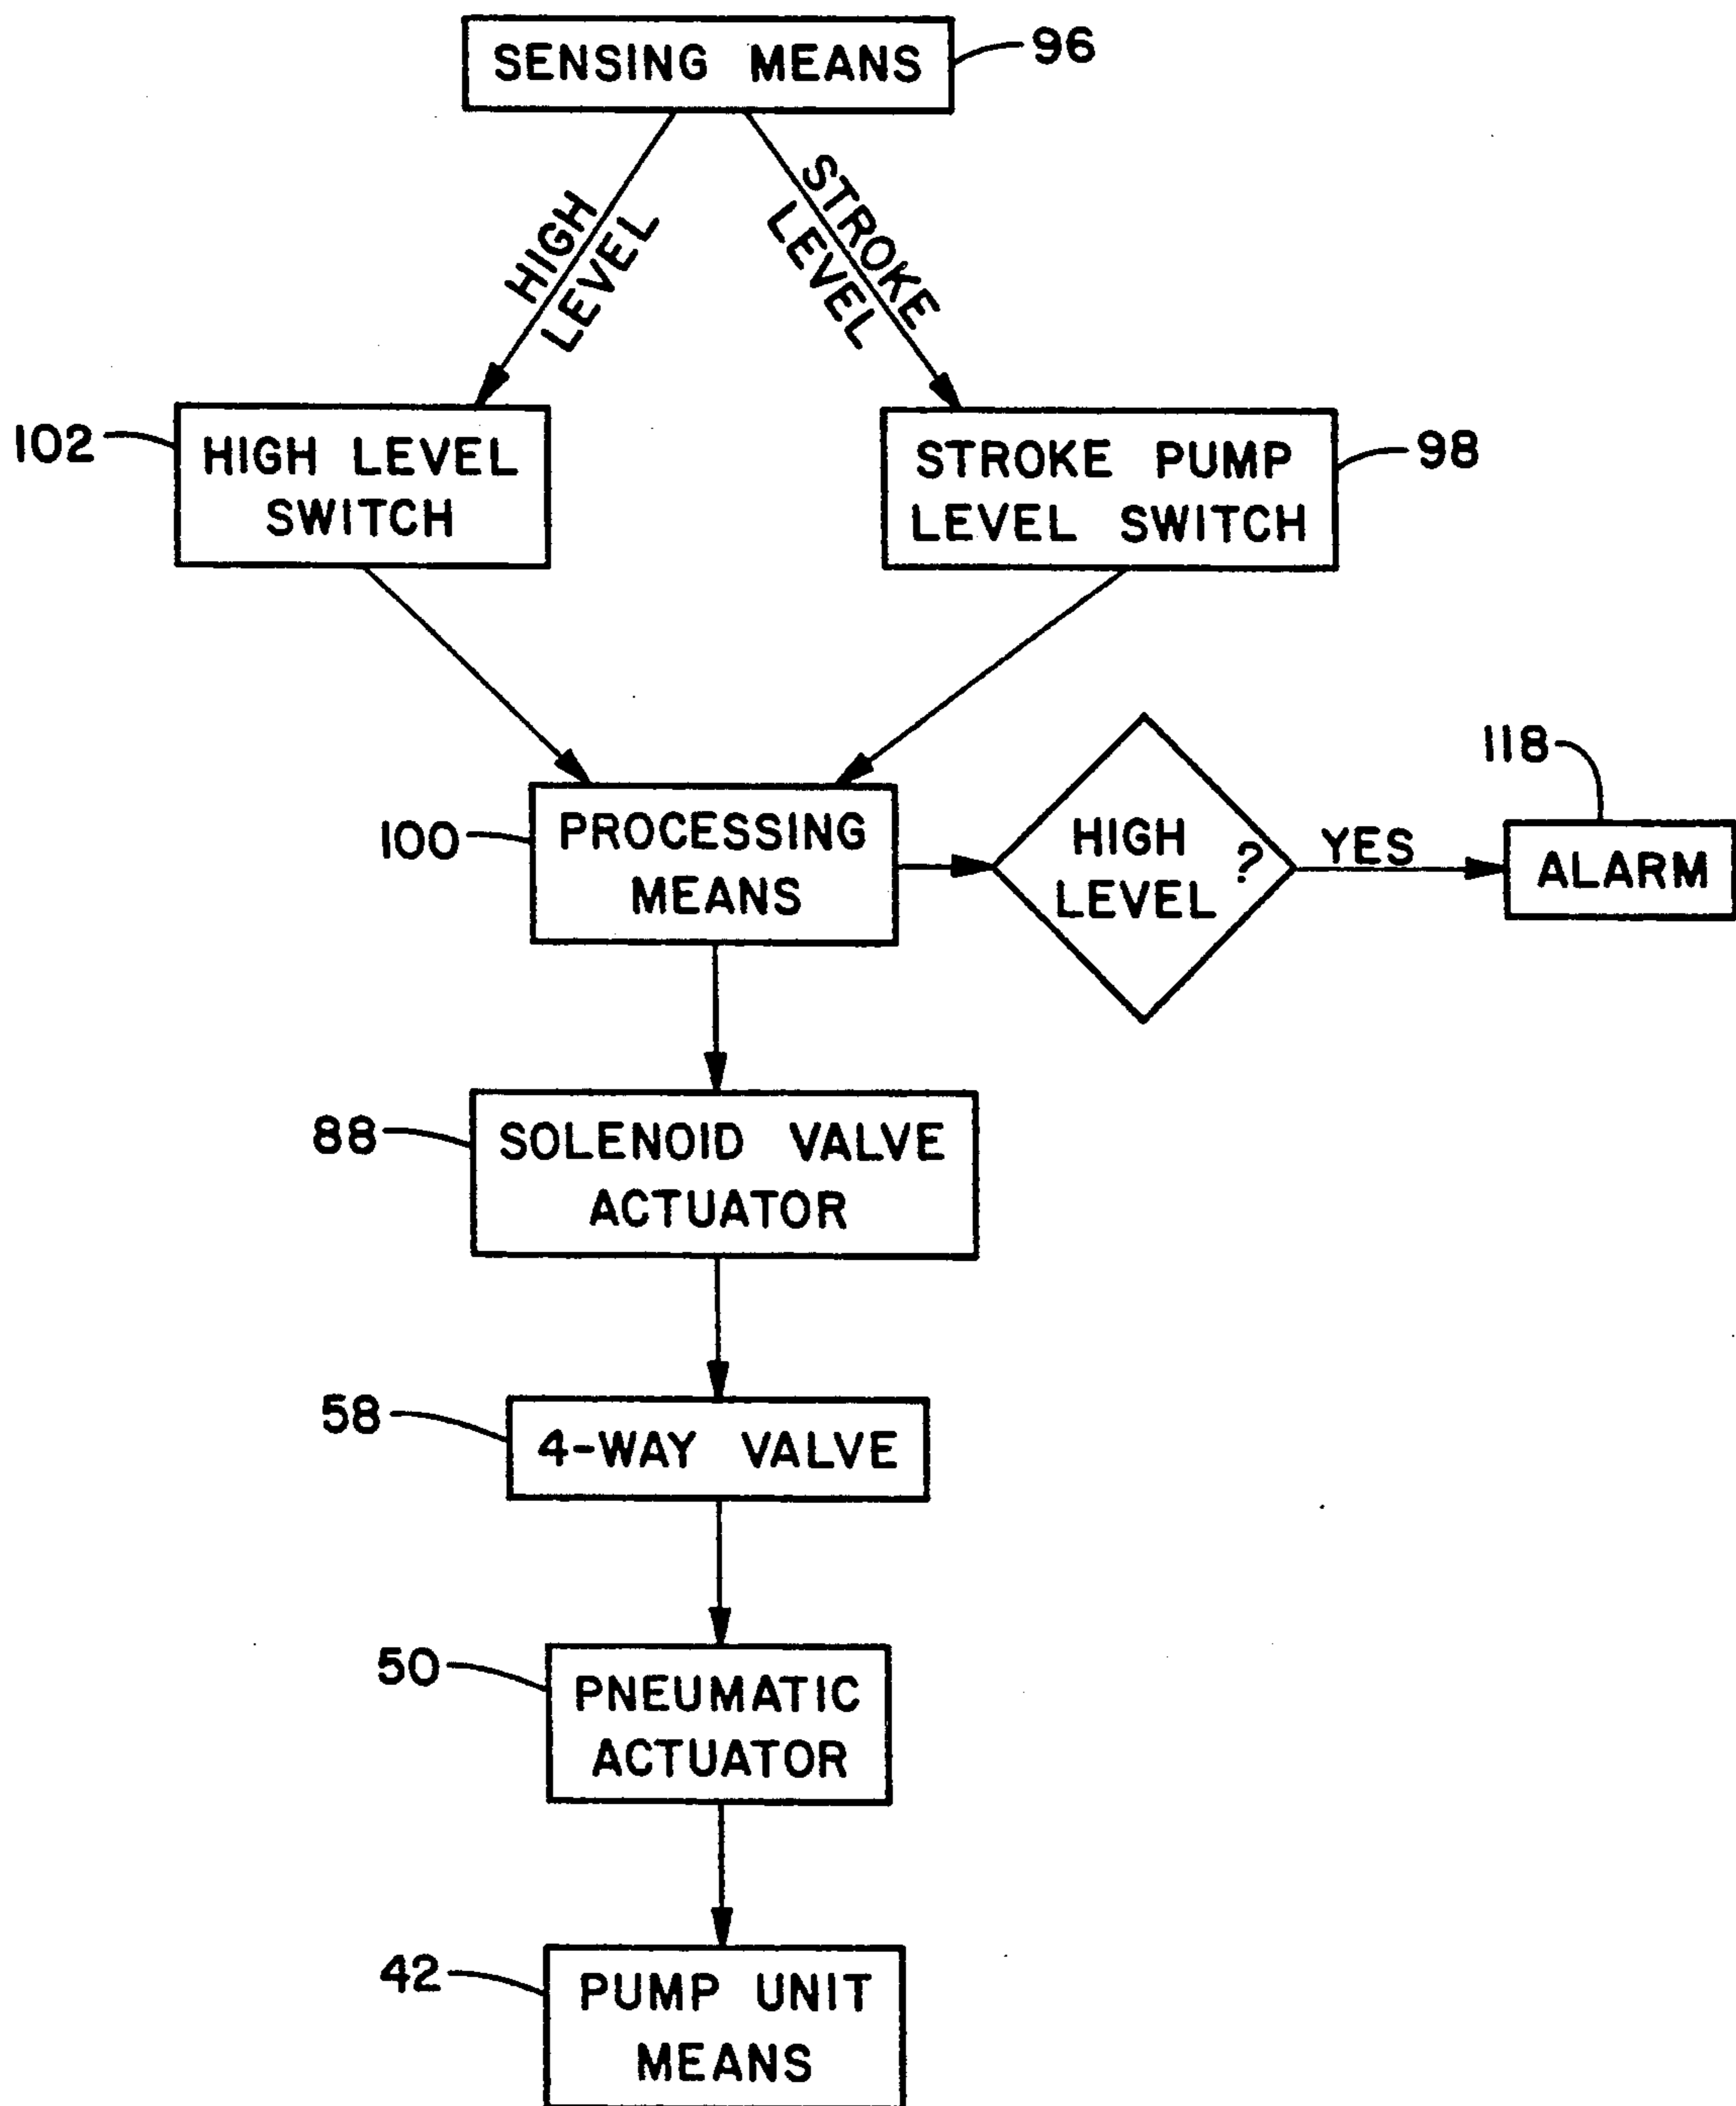 SENSING MEANS
96
HIGH
LEVEL
STROKE
LEVEL
102
HIGH LEVEL
SWITCH
STROKE PUMP
LEVEL SWITCH
98
100
PROCESSING
MEANS
HIGH
LEVEL
?
YES
118
ALARM
88
SOLENOID VALVE
ACTUATOR
58
4-WAY VALVE
50
PNEUMATIC
ACTUATOR
42
PUMP UNIT
MEANS